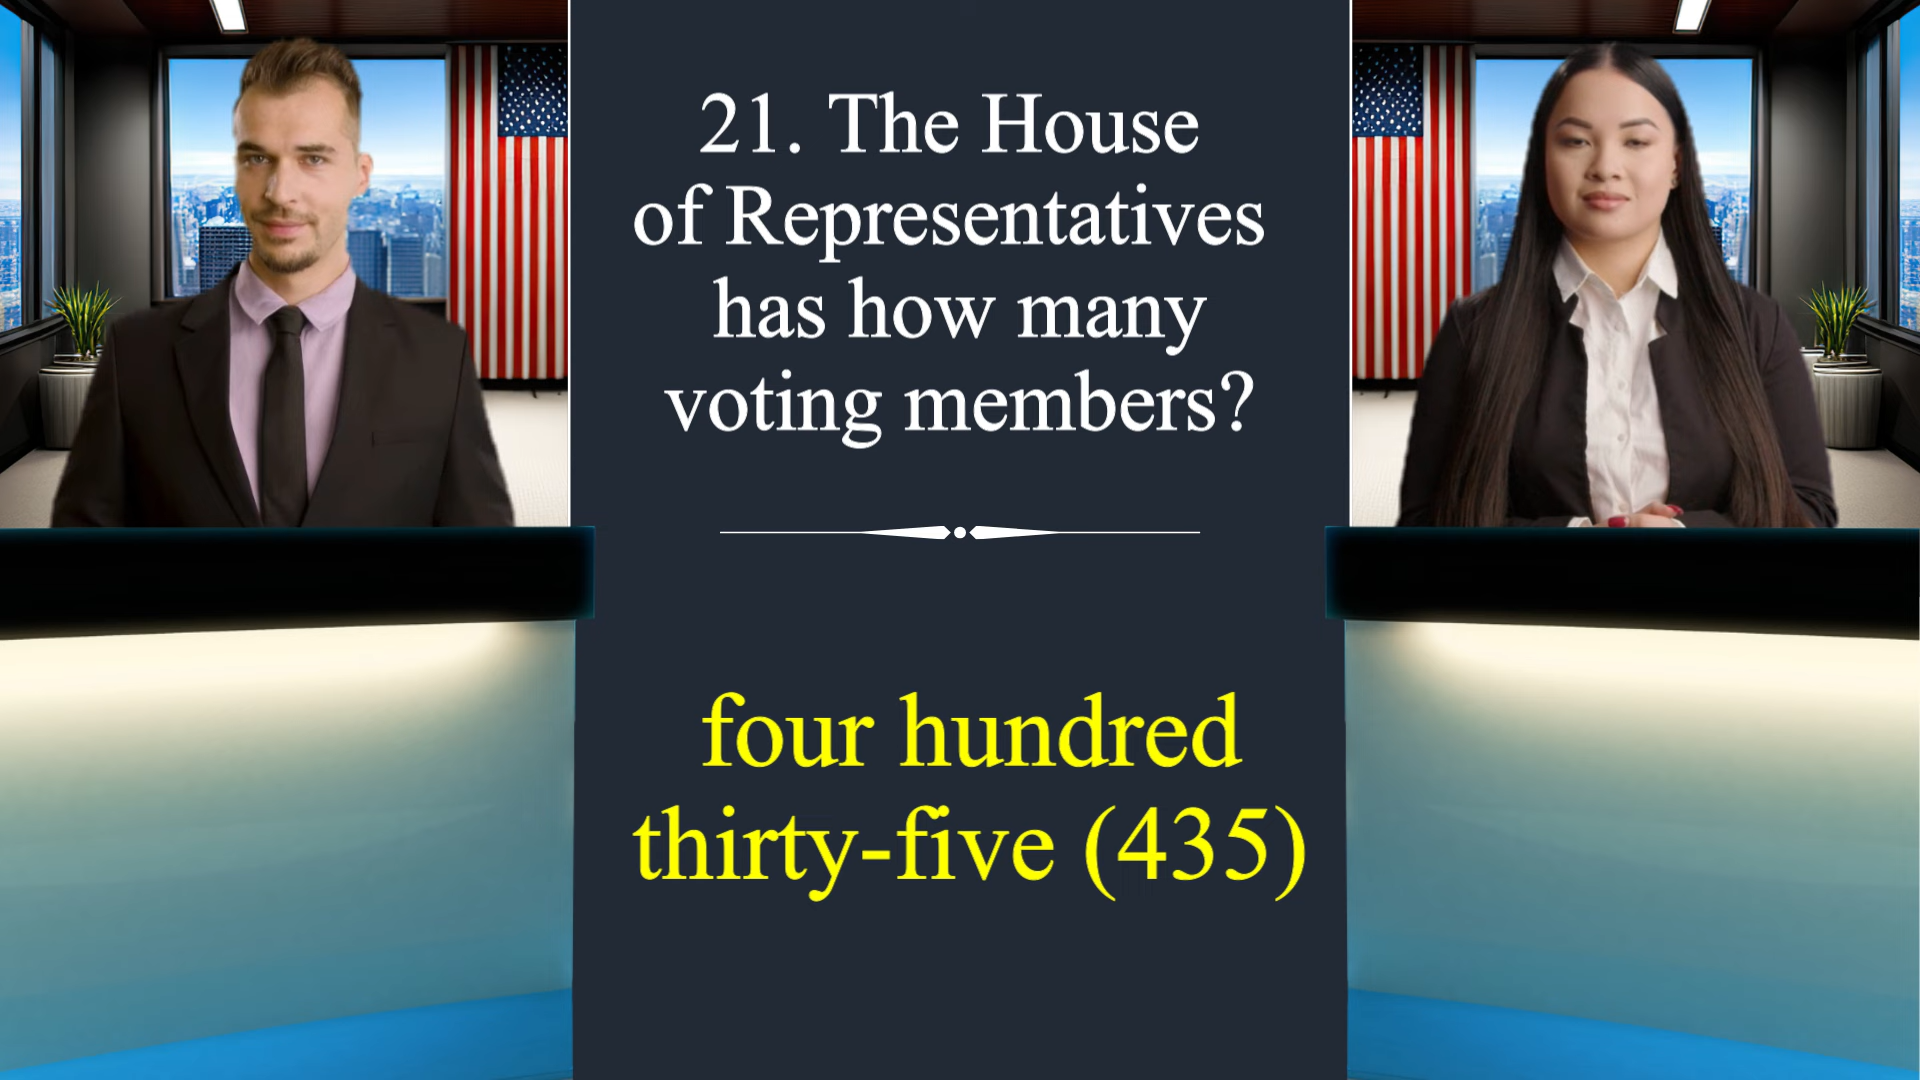 21. The House
of Representatives
has how many
voting members?
four hundred
thirty-five (435)